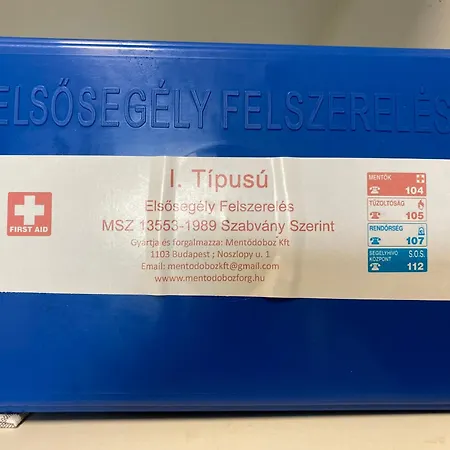 ELSŐSEGÉLY FELSZERELÉS
I. Típusú
Elsősegély Felszerelés
MSZ 13553-1989 Szabvány Szerint
Gyártja és forgalmazza: Mentődoboz Kft
1103 Budapest ; Noszlopy u. 1
Email: mentodobozkft@gmail.com
www.mentodobozforg.hu
FIRST AID
MENTŐK
104
TŰZOLTÓSÁG
105
RENDŐRSÉG
107
SEGÉLYHÍVÓ S.O.S.
KÖZPONT
112